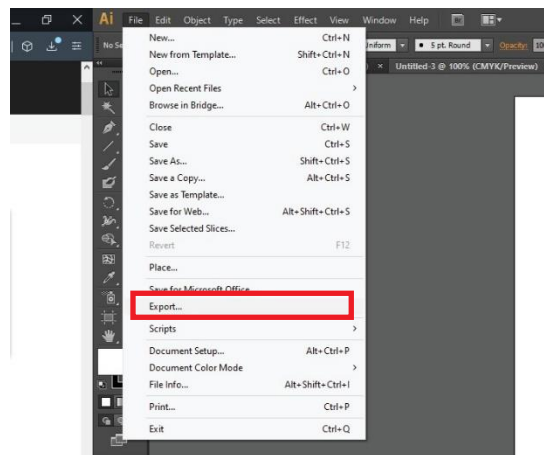 Ai File Edit Object Type Select Effect View Window Help
No Se
Uniform 5 pt. Round Opacity: 100
× Untitled-3 @ 100% (CMYK/Preview)
New... Ctrl+N
New from Template... Shift+Ctrl+N
Open... Ctrl+O
Open Recent Files >
Browse in Bridge... Alt+Ctrl+O
Close Ctrl+W
Save Ctrl+S
Save As... Shift+Ctrl+S
Save a Copy... Alt+Ctrl+S
Save as Template...
Save for Web... Alt+Shift+Ctrl+S
Save Selected Slices...
Revert F12
Place...
Save for Microsoft Office...
Export...
Scripts >
Document Setup... Alt+Ctrl+P
Document Color Mode >
File Info... Alt+Shift+Ctrl+I
Print... Ctrl+P
Exit Ctrl+Q